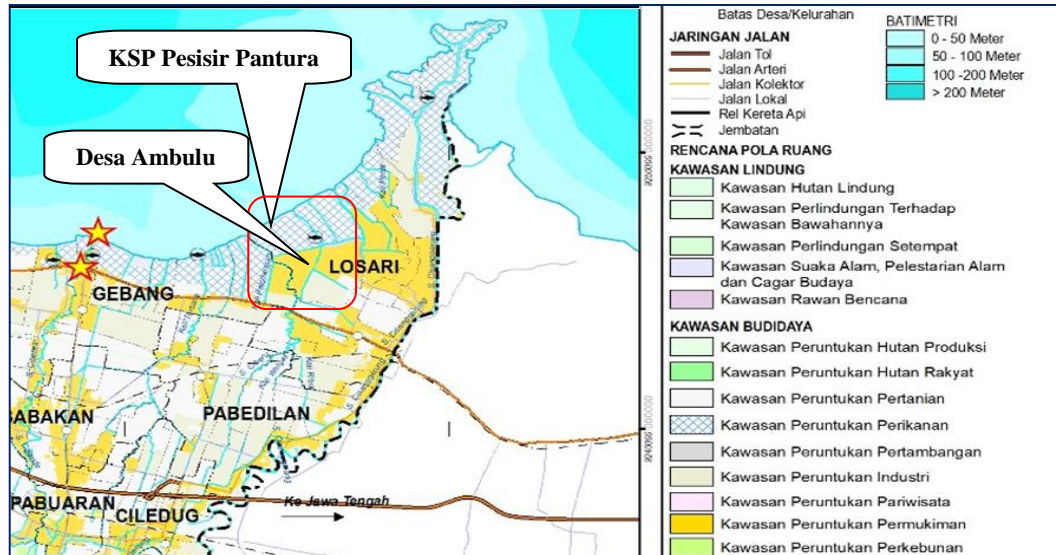 KSP Pesisir Pantura
Desa Ambulu
LOSARI
GEBANG
PABEDILAN
BABAKAN
PABUARAN
CILEDUG
Ke Jawa Tengah
Batas Desa/Kelurahan
JARINGAN JALAN
Jalan Tol
Jalan Arteri
Jalan Kolektor
Jalan Lokal
Rel Kereta Api
Jembatan
RENCANA POLA RUANG
KAWASAN LINDUNG
Kawasan Hutan Lindung
Kawasan Perlindungan Terhadap
Kawasan Bawahannya
Kawasan Perlindungan Setempat
Kawasan Suaka Alam, Pelestarian Alam
dan Cagar Budaya
Kawasan Rawan Bencana
KAWASAN BUDIDAYA
Kawasan Peruntukan Hutan Produksi
Kawasan Peruntukan Hutan Rakyat
Kawasan Peruntukan Pertanian
Kawasan Peruntukan Perikanan
Kawasan Peruntukan Pertambangan
Kawasan Peruntukan Industri
Kawasan Peruntukan Pariwisata
Kawasan Peruntukan Permukiman
Kawasan Peruntukan Perkebunan
BATIMETRI
0 - 50 Meter
50 - 100 Meter
100 -200 Meter
> 200 Meter